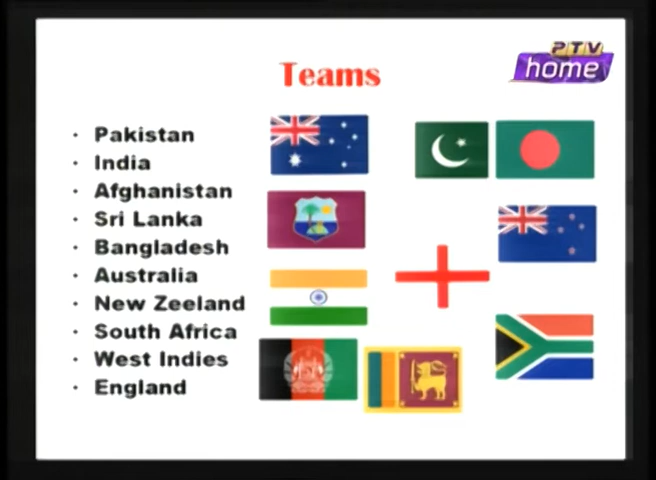 PTV
home
Teams
· Pakistan
· India
· Afghanistan
· Sri Lanka
· Bangladesh
· Australia
· New Zeeland
· South Africa
· West Indies
· England